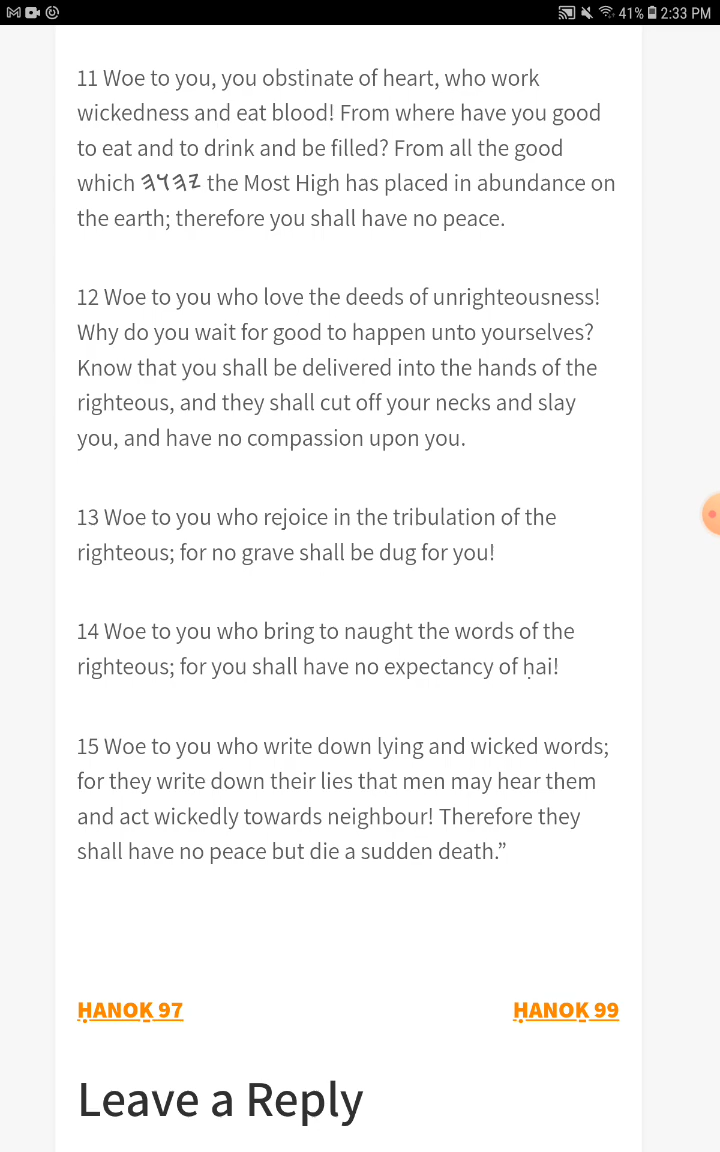 41% 2:33 PM
11 Woe to you, you obstinate of heart, who work
wickedness and eat blood! From where have you good
to eat and to drink and be filled? From all the good
which 𐤉𐤄𐤅𐤄 the Most High has placed in abundance on
the earth; therefore you shall have no peace.
12 Woe to you who love the deeds of unrighteousness!
Why do you wait for good to happen unto yourselves?
Know that you shall be delivered into the hands of the
righteous, and they shall cut off your necks and slay
you, and have no compassion upon you.
13 Woe to you who rejoice in the tribulation of the
righteous; for no grave shall be dug for you!
14 Woe to you who bring to naught the words of the
righteous; for you shall have no expectancy of ḥai!
15 Woe to you who write down lying and wicked words;
for they write down their lies that men may hear them
and act wickedly towards neighbour! Therefore they
shall have no peace but die a sudden death.”
ḤANOḴ 97 ḤANOḴ 99
Leave a Reply